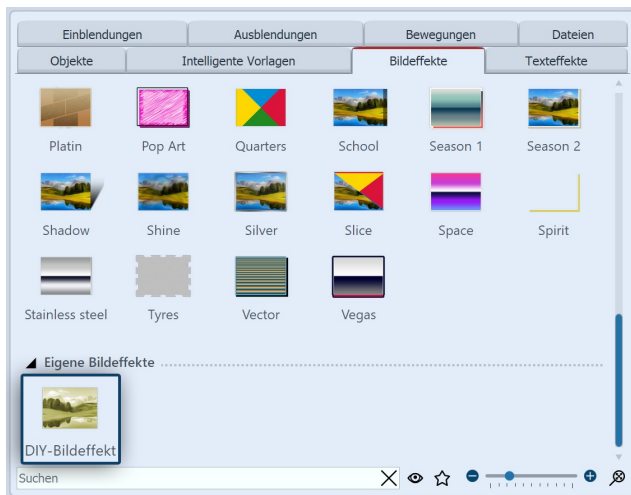 Einblendungen Ausblendungen Bewegungen Dateien
Objekte Intelligente Vorlagen Bildeffekte Texteffekte
Platin Pop Art Quarters School Season 1 Season 2
Shadow Shine Silver Slice Space Spirit
Stainless steel Tyres Vector Vegas
Eigene Bildeffekte
DIY-Bildeffekt
Suchen